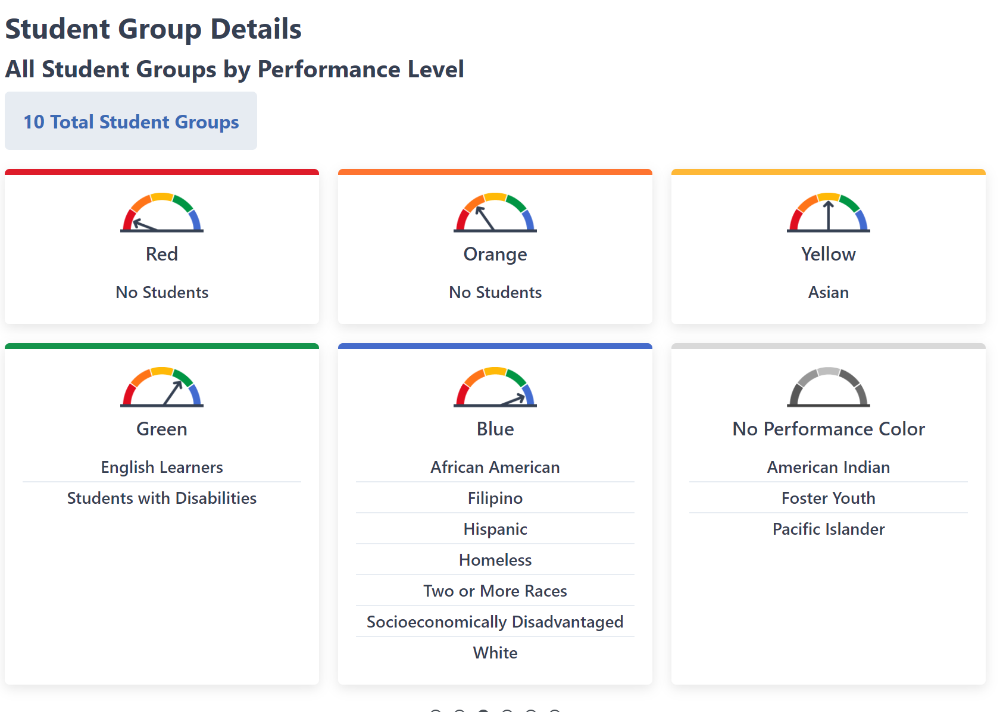 Student Group Details
All Student Groups by Performance Level
10 Total Student Groups
Red
No Students
Orange
No Students
Yellow
Asian
Green
English Learners
Students with Disabilities
Blue
African American
Filipino
Hispanic
Homeless
Two or More Races
Socioeconomically Disadvantaged
White
No Performance Color
American Indian
Foster Youth
Pacific Islander